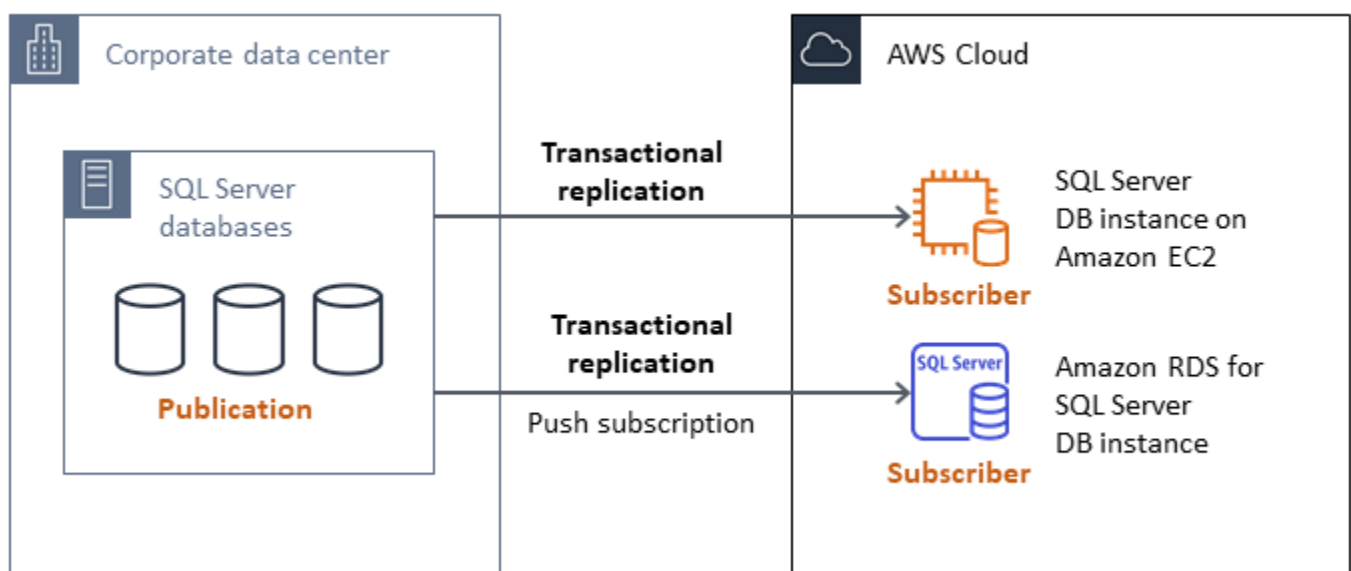 Corporate data center
AWS Cloud
SQL Server
databases
Publication
Transactional
replication
Transactional
replication
Push subscription
SQL Server
DB instance on
Amazon EC2
Subscriber
SQL Server
Amazon RDS for
SQL Server
DB instance
Subscriber